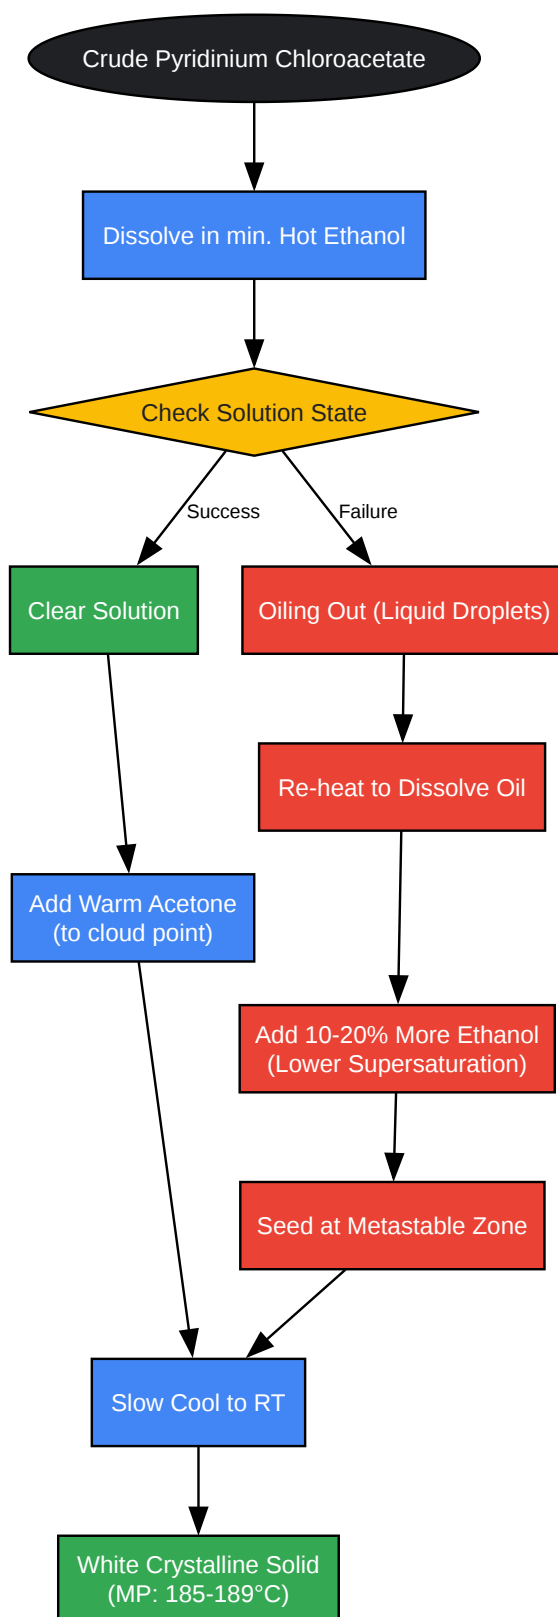 Crude Pyridinium Chloroacetate
Dissolve in min. Hot Ethanol
Check Solution State
Success
Failure
Clear Solution
Oiling Out (Liquid Droplets)
Re-heat to Dissolve Oil
Add Warm Acetone
(to cloud point)
Add 10-20% More Ethanol
(Lower Supersaturation)
Seed at Metastable Zone
Slow Cool to RT
White Crystalline Solid
(MP: 185-189°C)